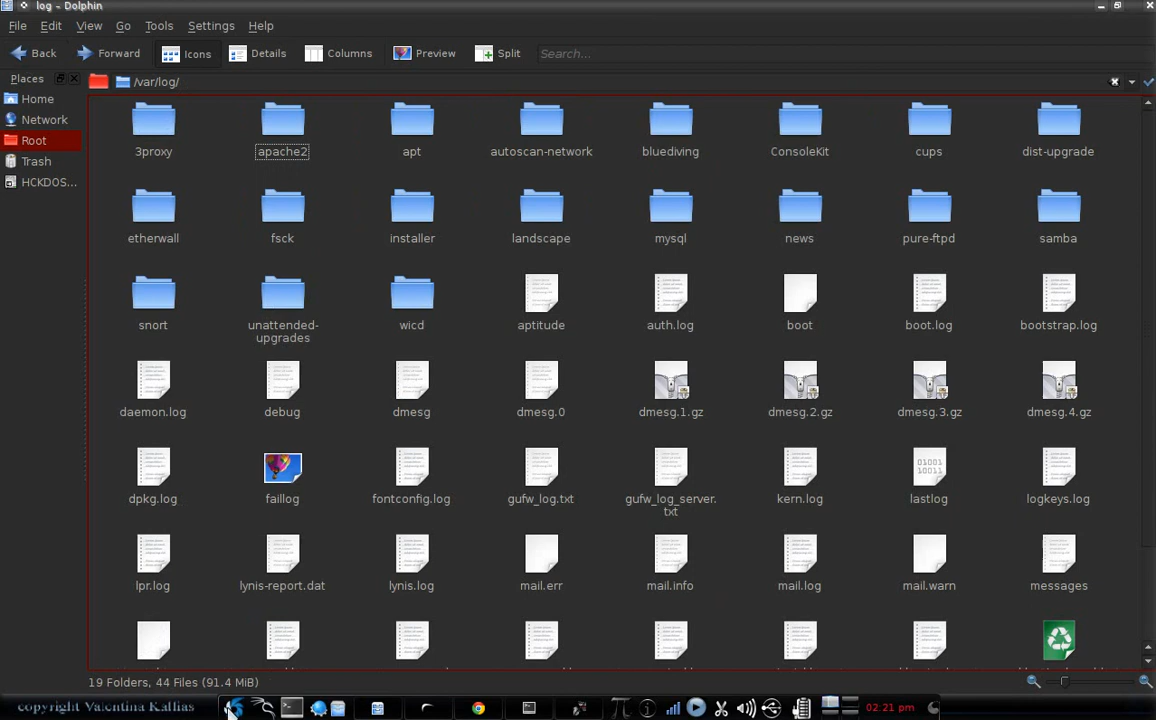 log - Dolphin
File Edit View Go Tools Settings Help
Back Forward Icons Details Columns Preview Split Search...
Places
/var/log/
Home
Network
Root
Trash
HCKDOS...
3proxy apache2 apt autoscan-network bluediving ConsoleKit cups dist-upgrade
etherwall fsck installer landscape mysql news pure-ftpd samba
snort unattended- wicd aptitude auth.log boot boot.log bootstrap.log
upgrades
daemon.log debug dmesg dmesg.0 dmesg.1.gz dmesg.2.gz dmesg.3.gz dmesg.4.gz
dpkg.log faillog fontconfig.log gufw_log.txt gufw_log_server. kern.log lastlog logkeys.log
txt
lpr.log lynis-report.dat lynis.log mail.err mail.info mail.log mail.warn messages
19 Folders, 44 Files (91.4 MiB)
copyright Valentina Kallias
02:21 pm